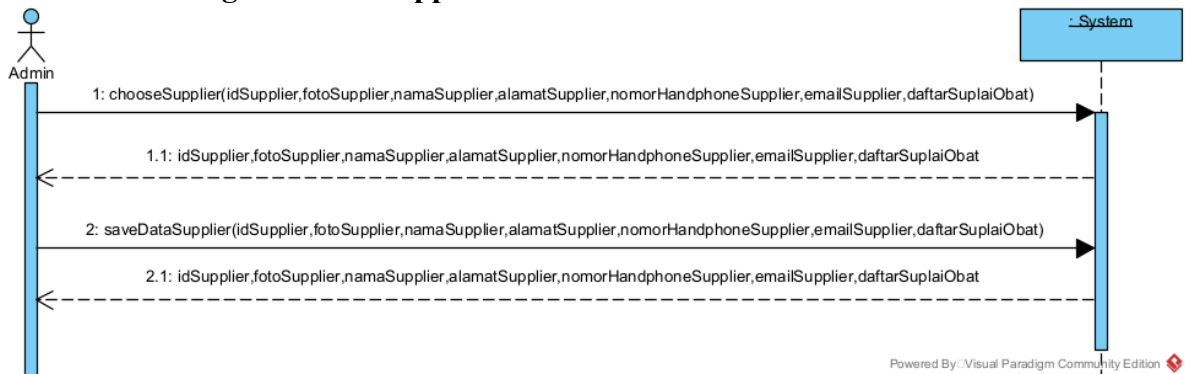 : System
Admin
1: chooseSupplier(idSupplier,fotoSupplier,namaSupplier,alamatSupplier,nomorHandphoneSupplier,emailSupplier,daftarSuplaiObat)
1.1: idSupplier,fotoSupplier,namaSupplier,alamatSupplier,nomorHandphoneSupplier,emailSupplier,daftarSuplaiObat
2: saveDataSupplier(idSupplier,fotoSupplier,namaSupplier,alamatSupplier,nomorHandphoneSupplier,emailSupplier,daftarSuplaiObat)
2.1: idSupplier,fotoSupplier,namaSupplier,alamatSupplier,nomorHandphoneSupplier,emailSupplier,daftarSuplaiObat
Powered By Visual Paradigm Community Edition